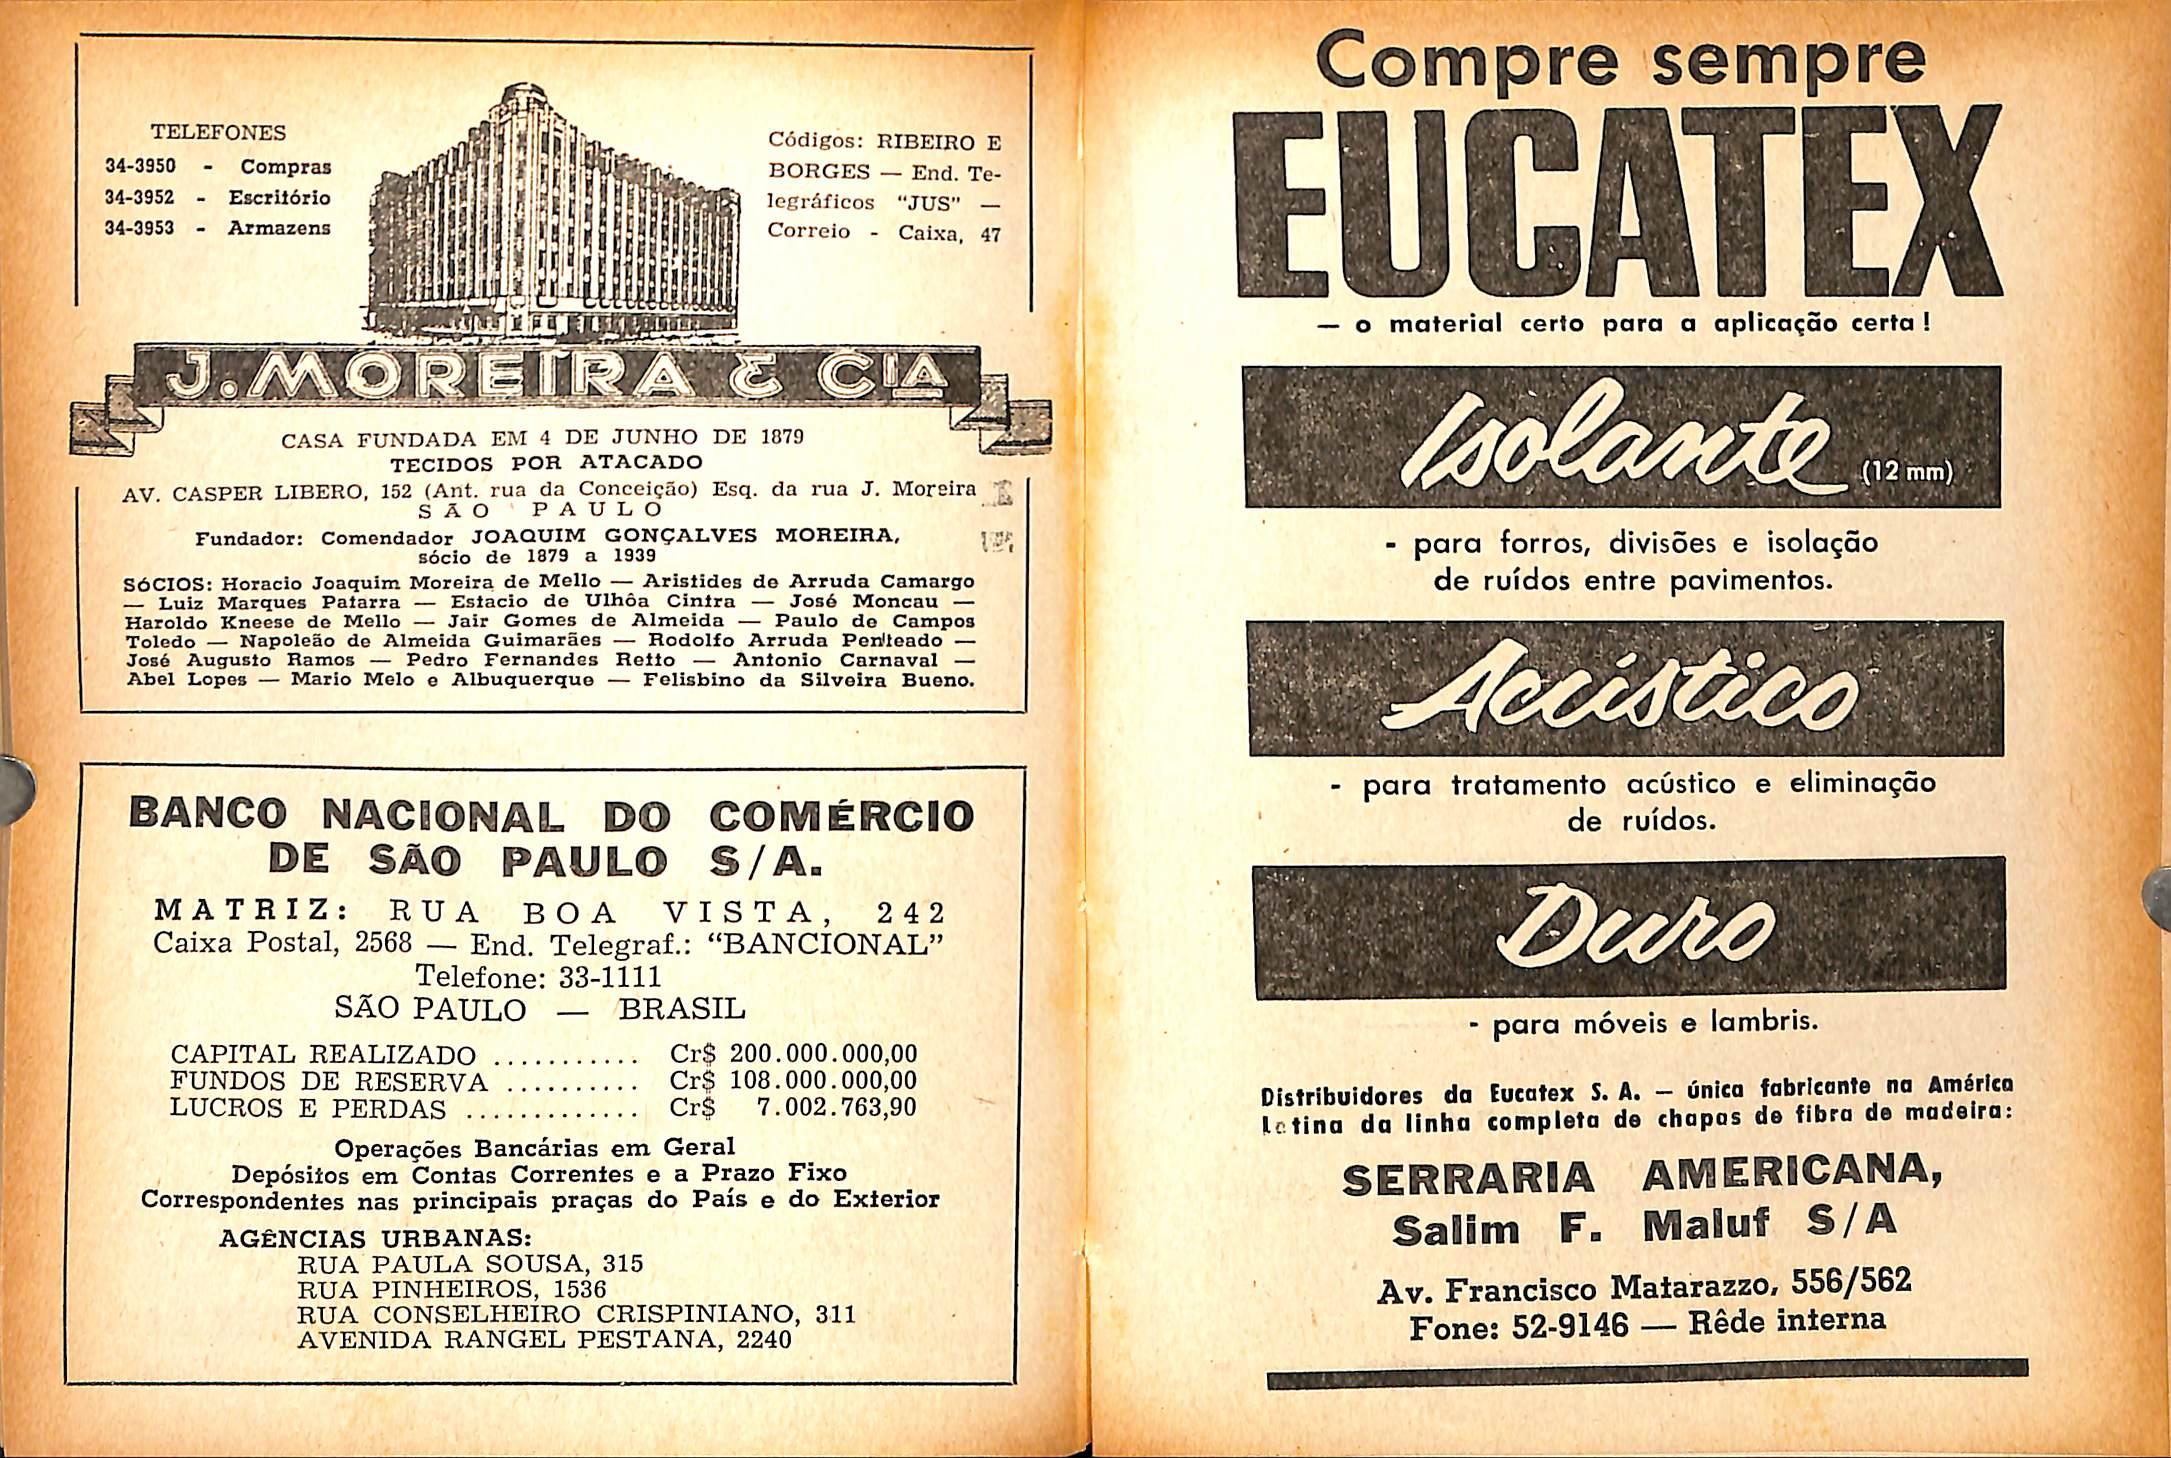 TELEFONES
34-3950 - Compras
34-3952 - Escritório
34-3953 - Armazens
Códigos: RIBEIRO E
BORGES — End. Te-
legráficos "JUS" —
Correio - Caixa, 47
J. MOREIRA & CIA
CASA FUNDADA EM 4 DE JUNHO DE 1879
TECIDOS POR ATACADO
AV. CASPER LIBERO, 152 (Ant. rua da Conceição) Esq. da rua J. Moreira
SÃO PAULO
Fundador: Comendador JOAQUIM GONÇALVES MOREIRA,
sócio de 1879 a 1939
SÓCIOS: Horacio Joaquim Moreira de Mello — Aristides de Arruda Camargo
— Luiz Marques Patarra — Estacio de Ulhôa Cintra — José Moncau —
Haroldo Kneese de Mello — Jair Gomes de Almeida — Paulo de Campos
Toledo — Napoleão de Almeida Guimarães — Rodolfo Arruda Penteado —
José Augusto Ramos — Pedro Fernandes Retto — Antonio Carnaval —
Abel Lopes — Mario Melo e Albuquerque — Felisbino da Silveira Bueno.
BANCO NACIONAL DO COMÉRCIO
DE SÃO PAULO S/A.
MATRIZ: RUA BOA VISTA, 242
Caixa Postal, 2568 — End. Telegraf.: "BANCIONAL"
Telefone: 33-1111
SÃO PAULO — BRASIL
CAPITAL REALIZADO ........... Cr$ 200.000.000,00
FUNDOS DE RESERVA .......... Cr$ 108.000.000,00
LUCROS E PERDAS ............. Cr$ 7.002.763,90
Operações Bancárias em Geral
Depósitos em Contas Correntes e a Prazo Fixo
Correspondentes nas principais praças do País e do Exterior
AGÊNCIAS URBANAS:
RUA PAULA SOUSA, 315
RUA PINHEIROS, 1536
RUA CONSELHEIRO CRISPINIANO, 311
AVENIDA RANGEL PESTANA, 2240
Compre sempre
EUCATEX
— o material certo para a aplicação certa!
Isolante (12 mm)
- para forros, divisões e isolação
de ruídos entre pavimentos.
Acústico
- para tratamento acústico e eliminação
de ruídos.
Duro
- para móveis e lambris.
Distribuidores da Eucatex S. A. — única fabricante na América
Latina da linha completa de chapas de fibra de madeira:
SERRARIA AMERICANA,
Salim F. Maluf S/A
Av. Francisco Matarazzo, 556/562
Fone: 52-9146 — Rêde interna